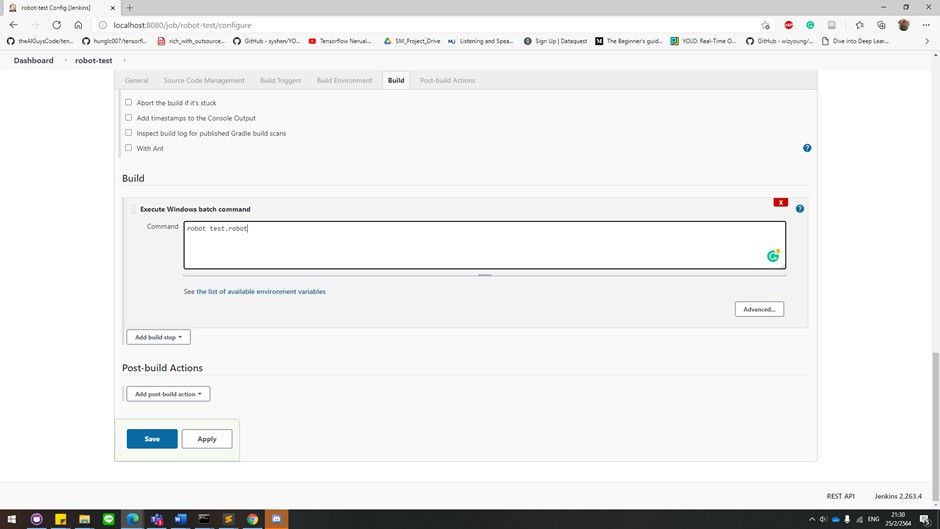 robot-test Config [Jenkins]
localhost:8080/job/robot-test/configure
theAIGuysCode/ten... hunglc007/tensorfl... rich_with_outsource... GitHub - syshen/YO... Tensorflow Nerual... SM_Project_Drive Listening and Spea... Sign Up | Dataquest The Beginner's guid... YOLO: Real-Time O... GitHub - wizyoung/... Dive into Deep Lear...
Dashboard robot-test
General Source Code Management Build Triggers Build Environment Build Post-build Actions
Abort the build if it's stuck
Add timestamps to the Console Output
Inspect build log for published Gradle build scans
With Ant
Build
Execute Windows batch command
X
Command
robot test.robot
See the list of available environment variables
Advanced...
Add build step
Post-build Actions
Add post-build action
Save Apply
REST API Jenkins 2.263.4
ENG
21:30
25/2/2564